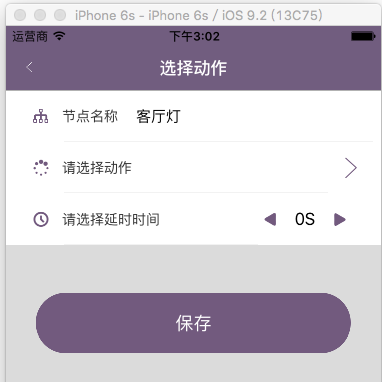 iPhone 6s - iPhone 6s / iOS 9.2 (13C75)
运营商 下午3:02
选择动作
节点名称 客厅灯
请选择动作
请选择延时时间 0S
保存